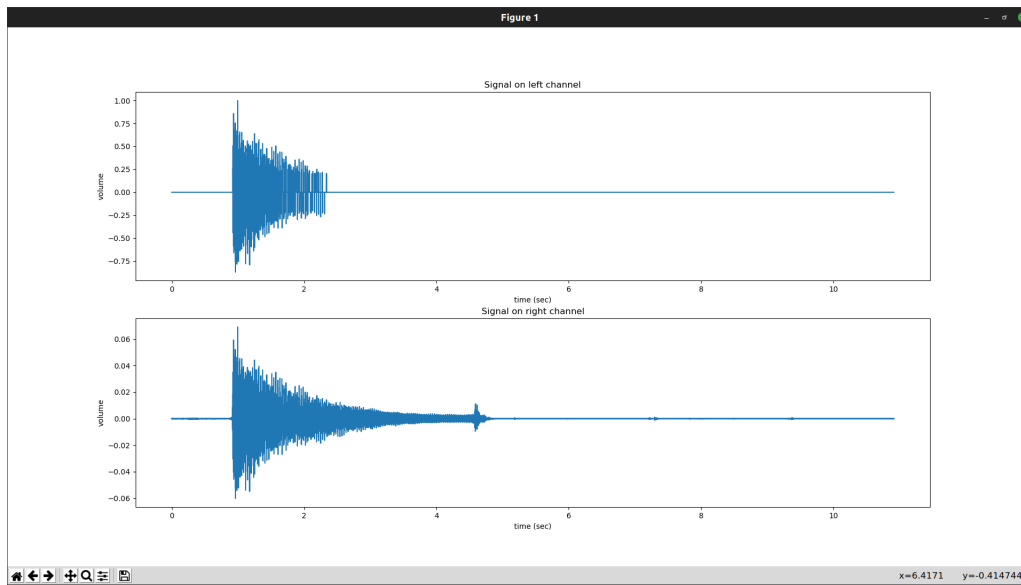 Figure 1
Signal on left channel
1.00
0.75
0.50
0.25
0.00
−0.25
−0.50
−0.75
volume
0 2 4 6 8 10
time (sec)
Signal on right channel
0.06
0.04
0.02
0.00
−0.02
−0.04
−0.06
volume
0 2 4 6 8 10
time (sec)
x=6.4171 y=-0.414744